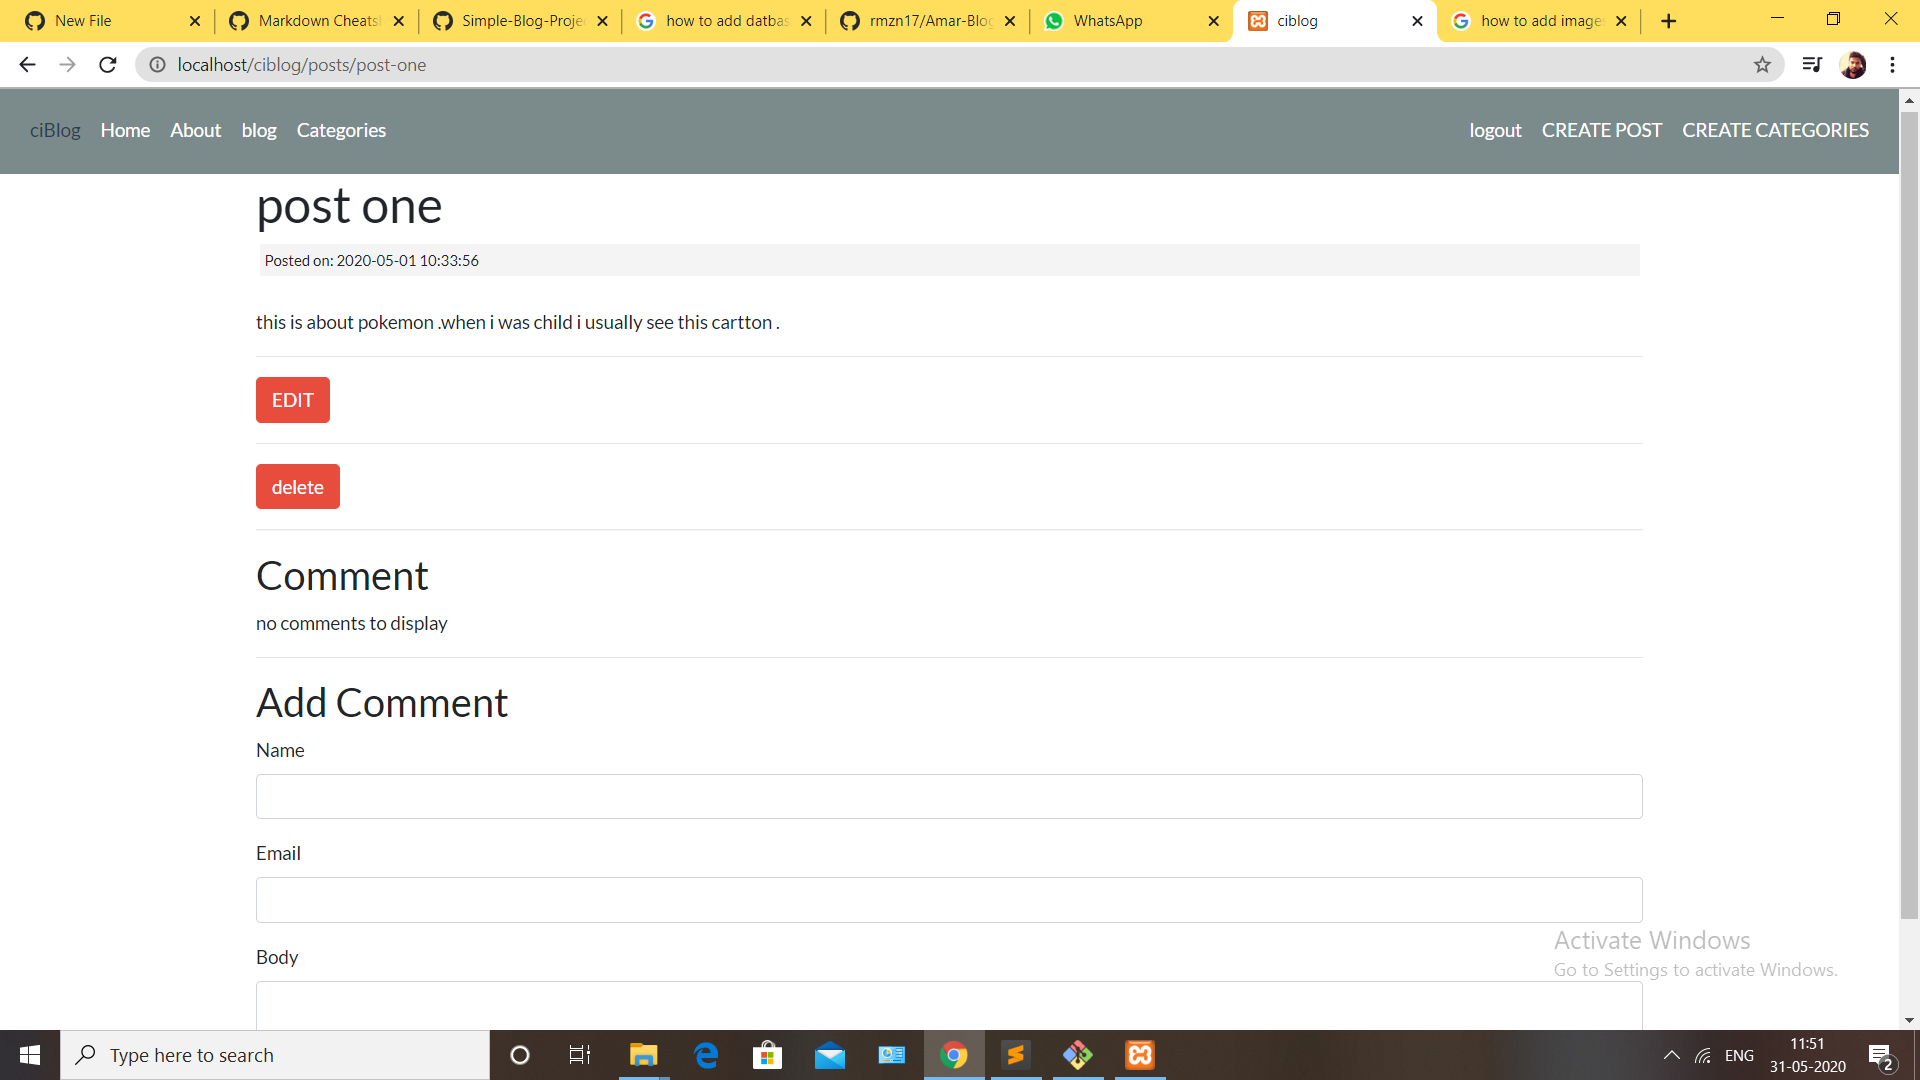 New File
Markdown Cheats
Simple-Blog-Proje
how to add datbas
rmzn17/Amar-Blog
WhatsApp
ciblog
how to add image
localhost/ciblog/posts/post-one
ciBlog Home About blog Categories logout CREATE POST CREATE CATEGORIES
post one
Posted on: 2020-05-01 10:33:56
this is about pokemon .when i was child i usually see this cartton .
EDIT
delete
Comment
no comments to display
Add Comment
Name
Email
Body
Activate Windows
Go to Settings to activate Windows.
Type here to search
ENG
11:51
31-05-2020
2